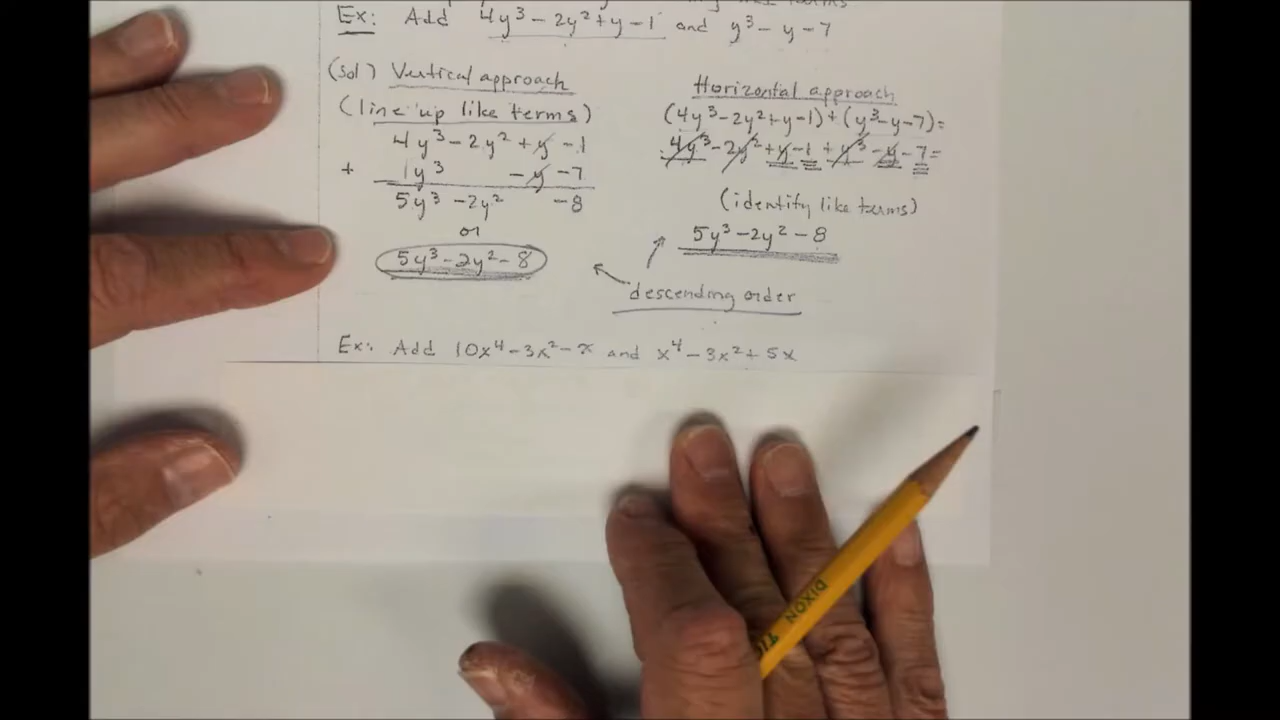 like terms
Ex: Add 4y³ - 2y² + y - 1 and y³ - y - 7
(Sol) Vertical approach
(line up like terms)
4y³ - 2y² + y - 1
+ 1y³ - y - 7
5y³ - 2y² - 8
or
5y³ - 2y² - 8
Horizontal approach
(4y³ - 2y² + y - 1) + (y³ - y - 7) =
4y³ - 2y² + y - 1 + y³ - y - 7 =
(identify like terms)
5y³ - 2y² - 8
descending order
Ex: Add 10x⁴ - 3x² - x and x⁴ - 3x² + 5x
DIXON